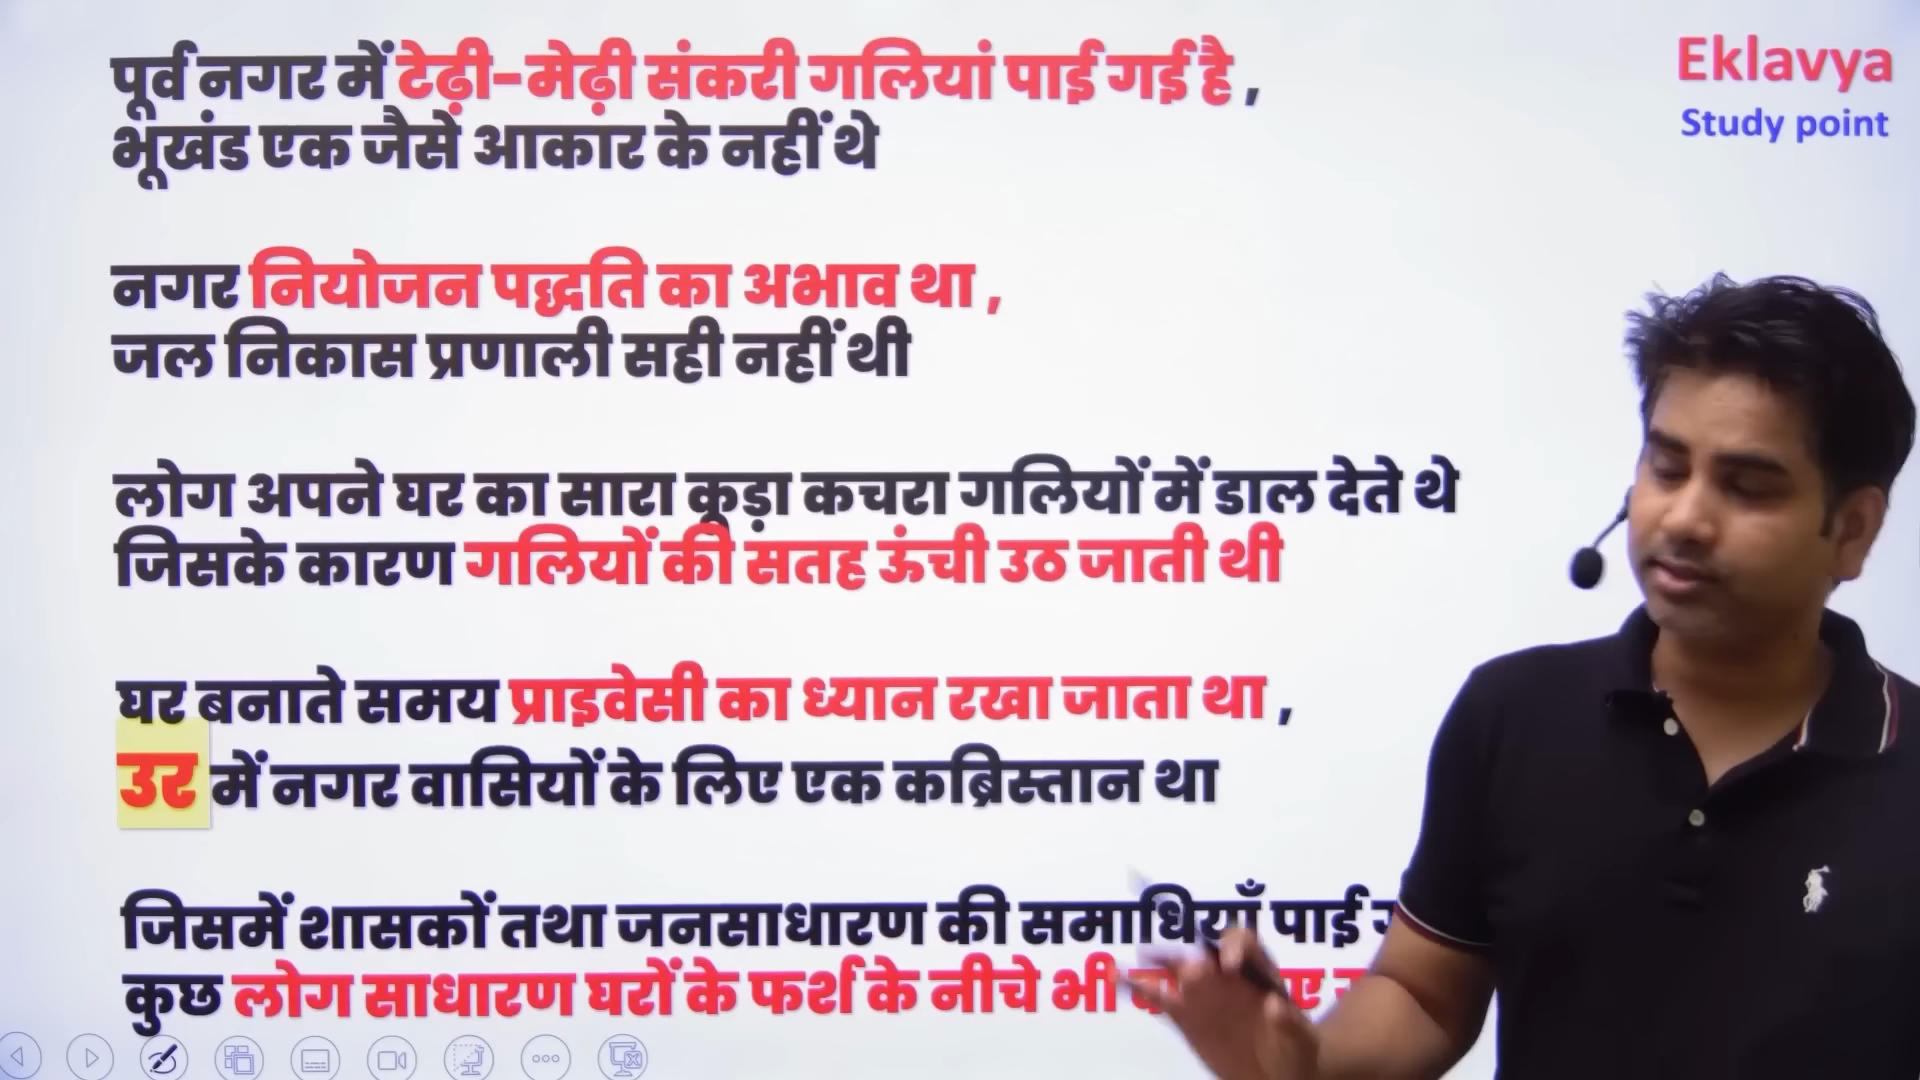 पूर्व नगर में टेढ़ी-मेढ़ी संकरी गलियां पाई गई है ,
भूखंड एक जैसे आकार के नहीं थे
नगर नियोजन पद्धति का अभाव था ,
जल निकास प्रणाली सही नहीं थी
लोग अपने घर का सारा कूड़ा कचरा गलियों में डाल देते थे
जिसके कारण गलियों की सतह ऊंची उठ जाती थी
घर बनाते समय प्राइवेसी का ध्यान रखा जाता था ,
उर में नगर वासियों के लिए एक कब्रिस्तान था
जिसमें शासकों तथा जनसाधारण की समाधियाँ पाई
कुछ लोग साधारण घरों के फर्श के नीचे भी
Eklavya
Study point